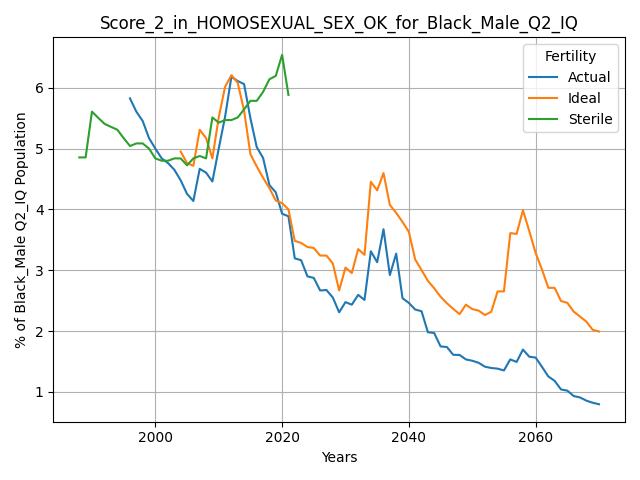 Score_2_in_HOMOSEXUAL_SEX_OK_for_Black_Male_Q2_IQ
Fertility
Actual
Ideal
Sterile
% of Black_Male Q2_IQ Population
6
5
4
3
2
1
2000
2020
2040
2060
Years